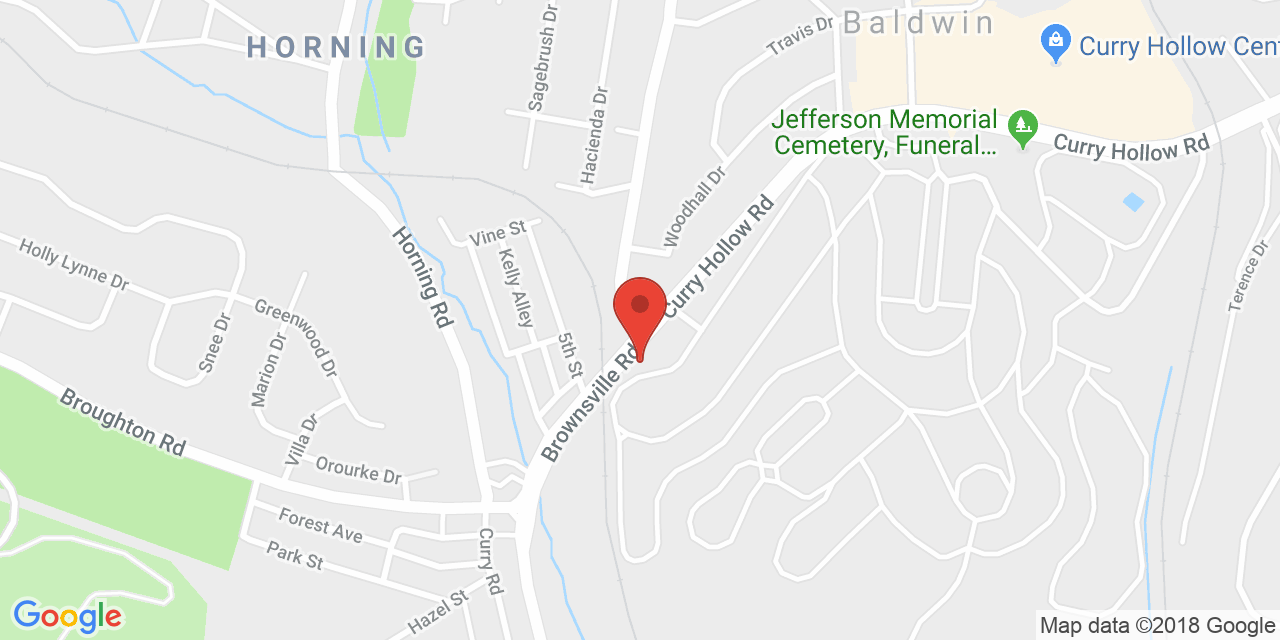 Baldwin
Travis Dr
HORNING
Sagebrush Dr
Curry Hollow Cent
Hacienda Dr
Jefferson Memorial
Cemetery, Funeral...
Curry Hollow Rd
Woodhall Dr
Vine St
Curry Hollow Rd
Horning Rd
Kelly Alley
Holly Lynne Dr
Terence Dr
Greenwood Dr
Snee Dr
5th St
Marion Dr
Brownsville Rd
Broughton Rd
Villa Dr
Orourke Dr
Forest Ave
Park St
Curry Rd
Hazel St
Google
Map data ©2018 Google